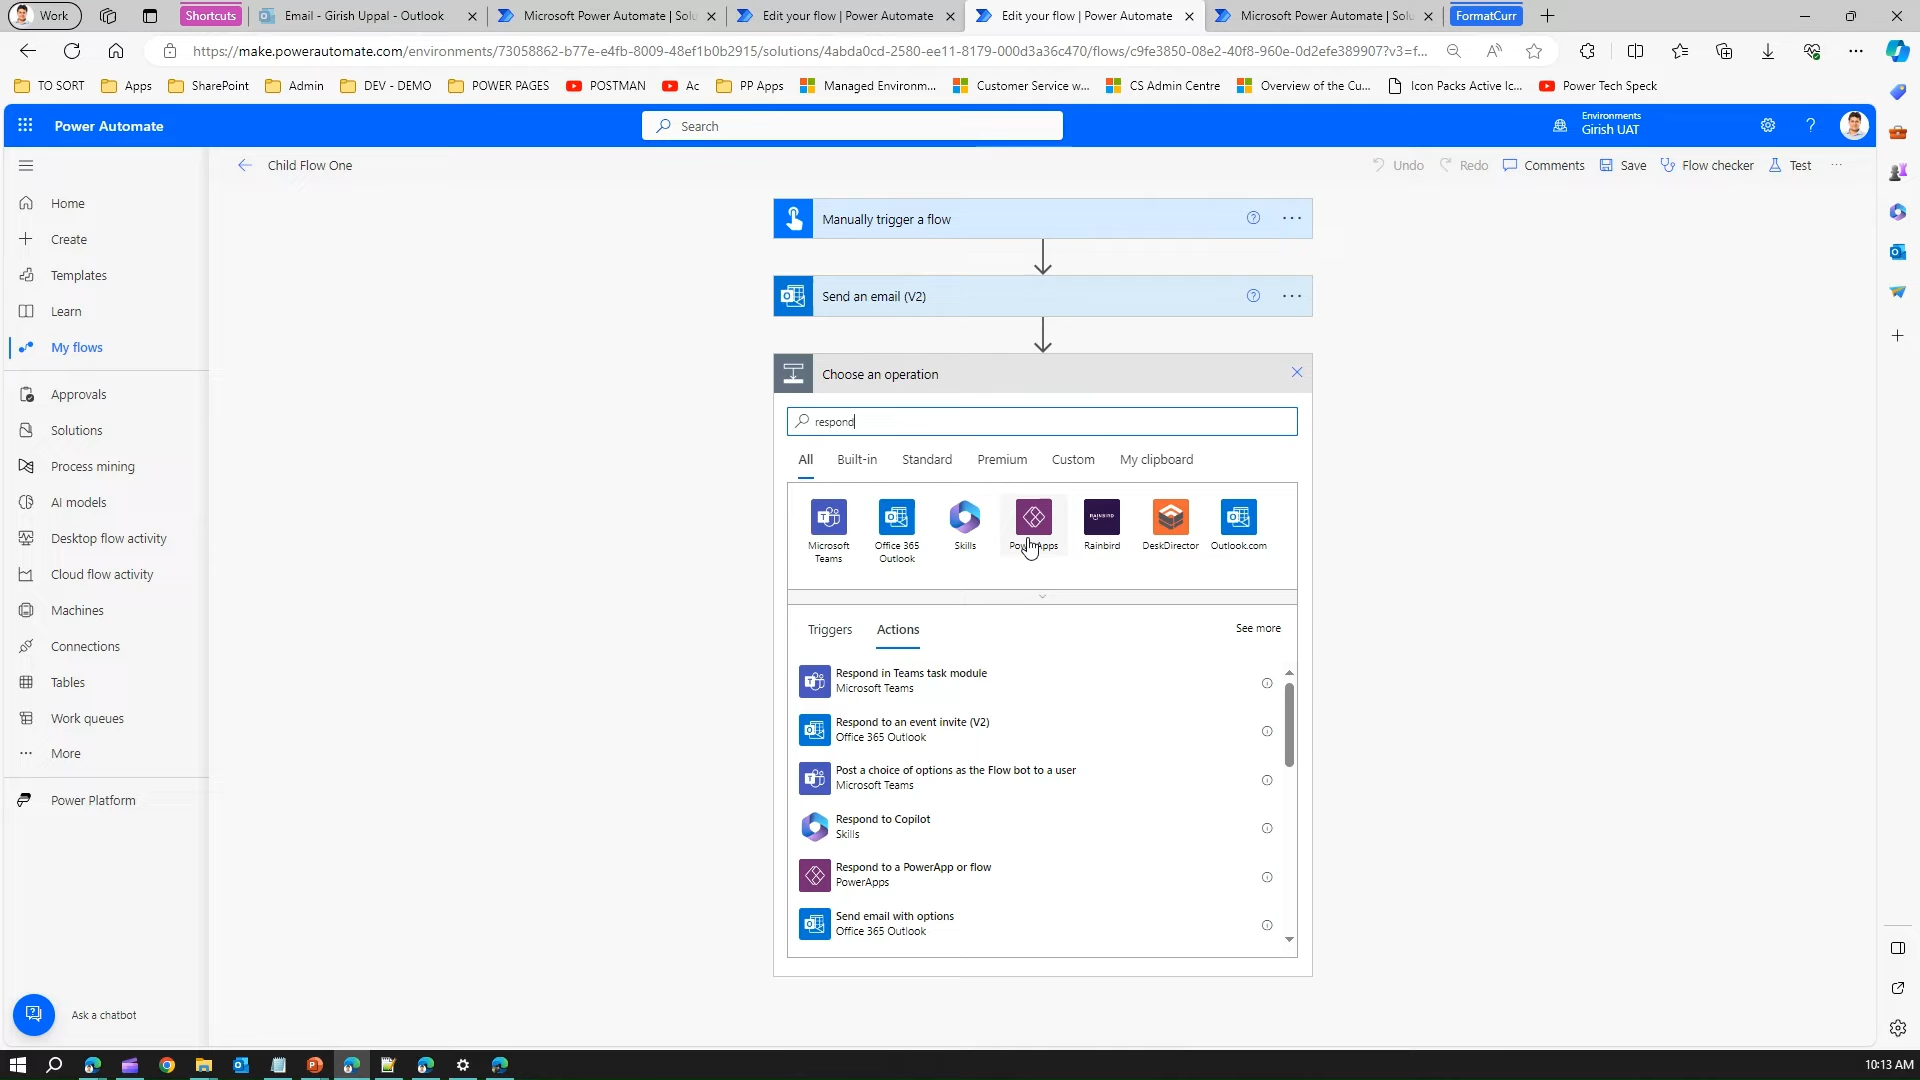 Work
Shortcuts
Email - Girish Uppal - Outlook
Microsoft Power Automate | Solu
Edit your flow | Power Automate
Edit your flow | Power Automate
Microsoft Power Automate | Solu
FormatCurr
https://make.powerautomate.com/environments/73058862-b77e-e4fb-8009-48ef1b0b2915/solutions/4abda0cd-2580-ee11-8179-000d3a36c470/flows/c9fe3850-08e2-40f8-960e-0d2efe389907?v3=f...
TO SORT
Apps
SharePoint
Admin
DEV - DEMO
POWER PAGES
POSTMAN
Ac
PP Apps
Managed Environm...
Customer Service w...
CS Admin Centre
Overview of the Cu...
Icon Packs Active Ic...
Power Tech Speck
Power Automate
Search
Environments
Girish UAT
Child Flow One
Undo
Redo
Comments
Save
Flow checker
Test
Home
Create
Templates
Learn
My flows
Approvals
Solutions
Process mining
AI models
Desktop flow activity
Cloud flow activity
Machines
Connections
Tables
Work queues
More
Power Platform
Ask a chatbot
Manually trigger a flow
Send an email (V2)
Choose an operation
respond
All
Built-in
Standard
Premium
Custom
My clipboard
Microsoft
Teams
Office 365
Outlook
Skills
PowerApps
RAINBIRD
Rainbird
DeskDirector
Outlook.com
Triggers
Actions
See more
Respond in Teams task module
Microsoft Teams
Respond to an event invite (V2)
Office 365 Outlook
Post a choice of options as the Flow bot to a user
Microsoft Teams
Respond to Copilot
Skills
Respond to a PowerApp or flow
PowerApps
Send email with options
Office 365 Outlook
10:13 AM